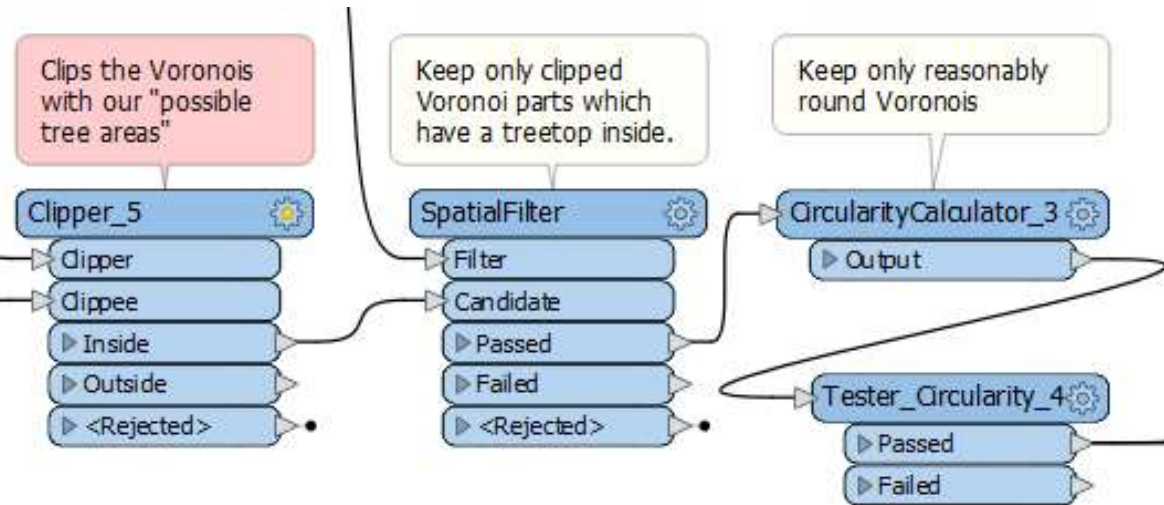 Clips the Voronois
with our "possible
tree areas"
Keep only clipped
Voronoi parts which
have a treetop inside.
Keep only reasonably
round Voronois
Clipper_5
Clipper
Clippee
Inside
Outside
<Rejected>
SpatialFilter
Filter
Candidate
Passed
Failed
<Rejected>
CircularityCalculator_3
Output
Tester_Circularity_4
Passed
Failed